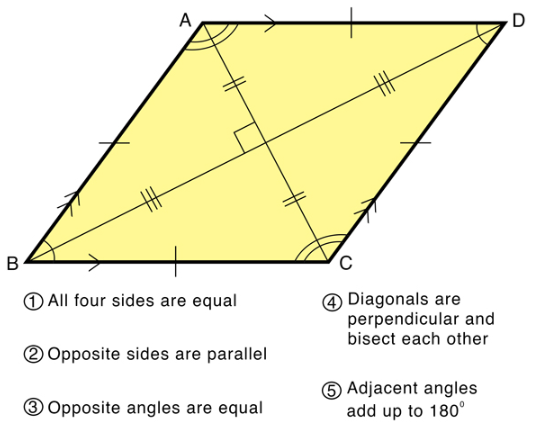 A
D
B
C
① All four sides are equal
② Opposite sides are parallel
③ Opposite angles are equal
④ Diagonals are
perpendicular and
bisect each other
⑤ Adjacent angles
add up to 180°